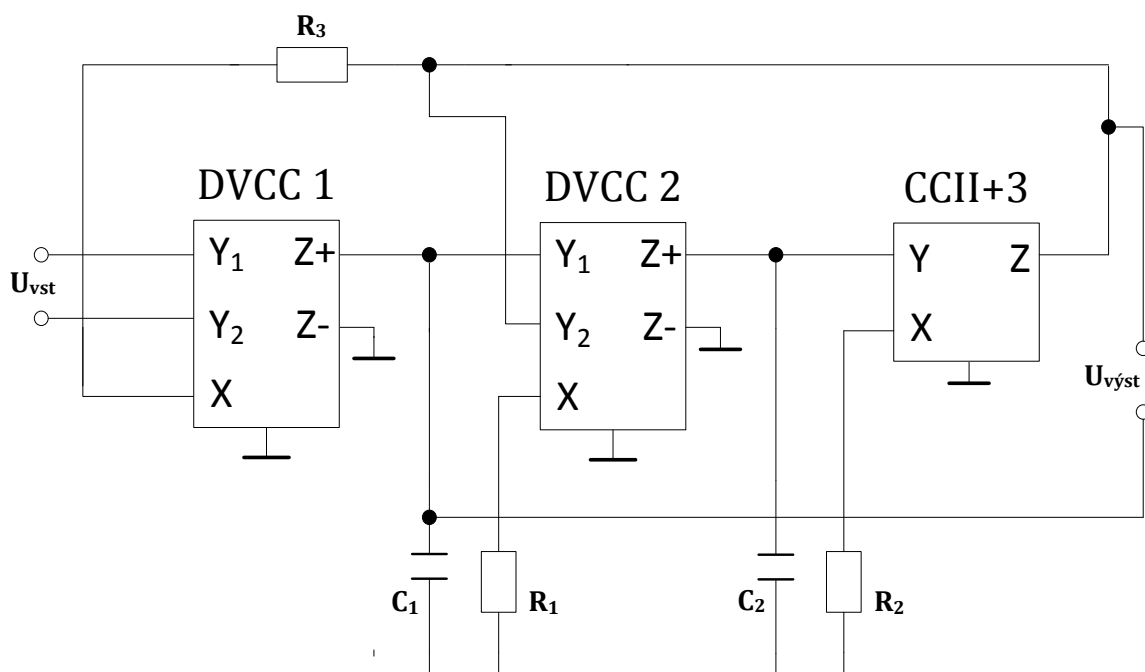 R₃
DVCC 1
DVCC 2
CCII+3
Y₁ Z+
Y₂ Z-
X
Y₁ Z+
Y₂ Z-
X
Y Z
X
Uvst
Uvýst
C₁
R₁
C₂
R₂